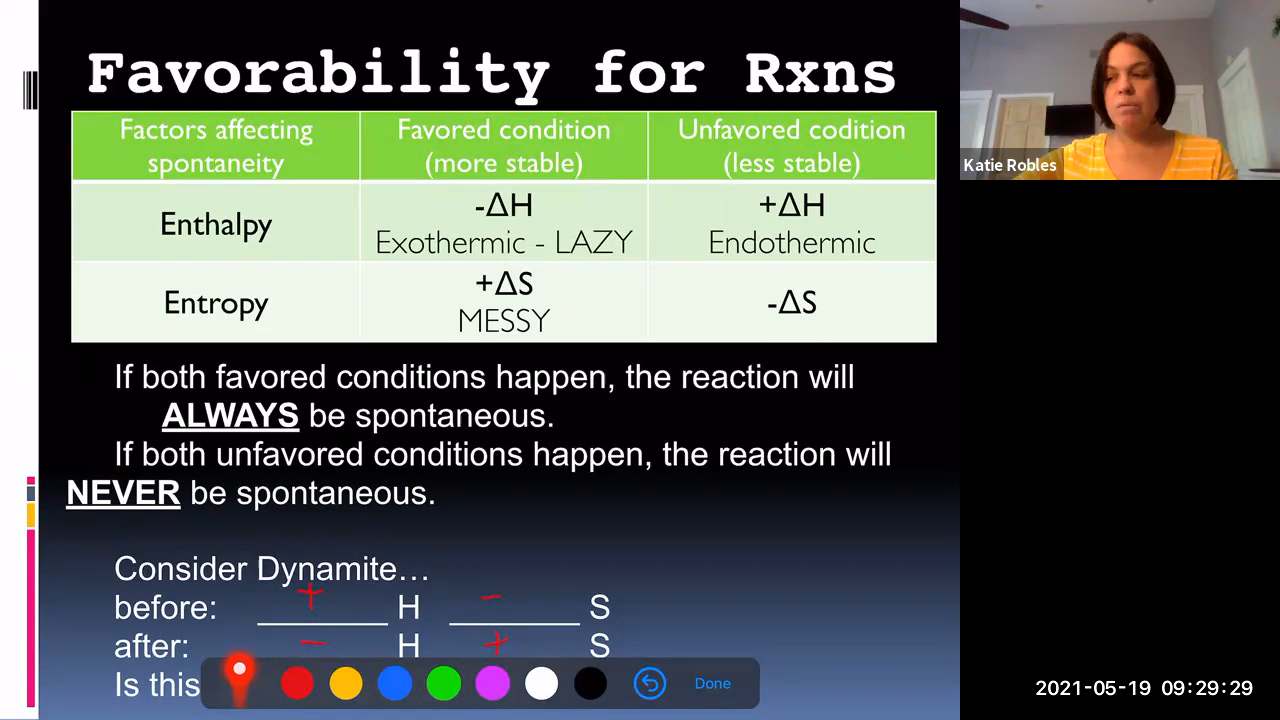 Favorability for Rxns
Factors affecting spontaneity
Favored condition (more stable)
Unfavored codition (less stable)
Enthalpy
-ΔH
Exothermic - LAZY
+ΔH
Endothermic
Entropy
+ΔS
MESSY
-ΔS
If both favored conditions happen, the reaction will
ALWAYS be spontaneous.
If both unfavored conditions happen, the reaction will
NEVER be spontaneous.
Consider Dynamite…
before: + H - S
after: - H + S
Is this
Done
Katie Robles
2021-05-19 09:29:29